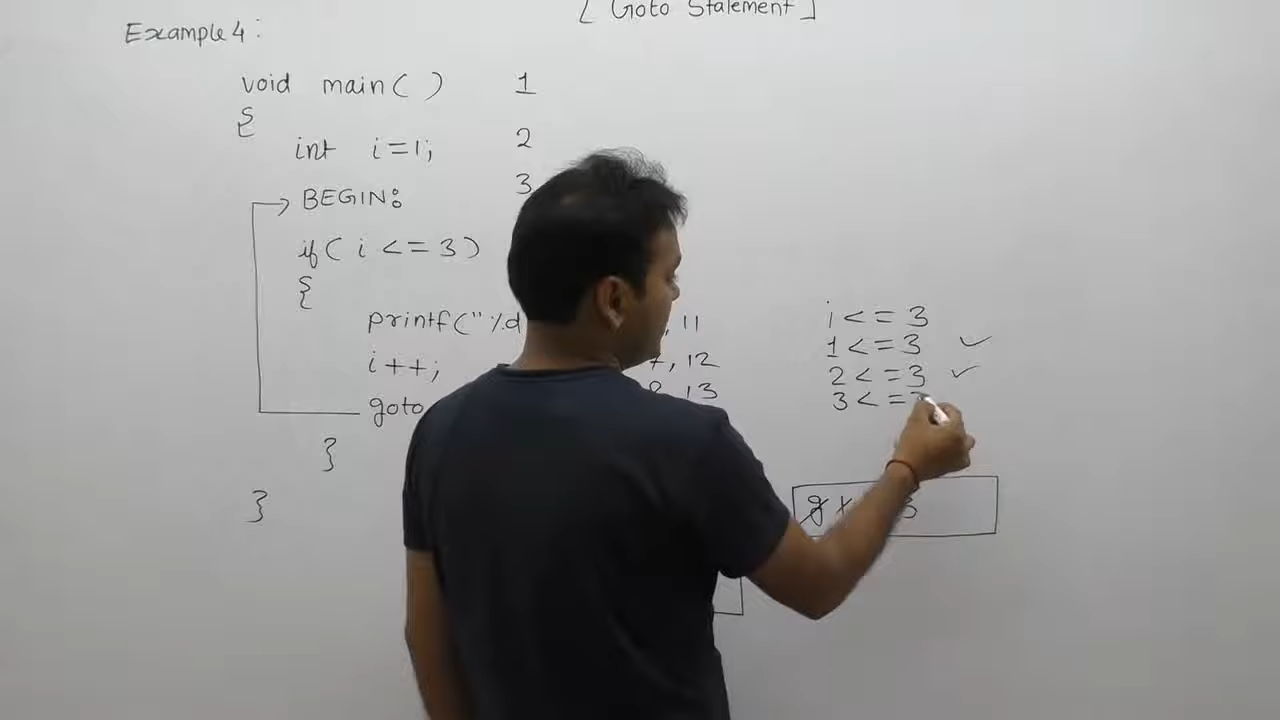 [ Goto Statement ]
Example 4 :
void main( ) 1
{
int i=1; 2
BEGIN: 3
if( i <= 3)
{
printf("%d , 11
i++; , 12
goto , 13
}
}
i <= 3
1 <= 3 ✓
2 <= 3 ✓
3 <=
3